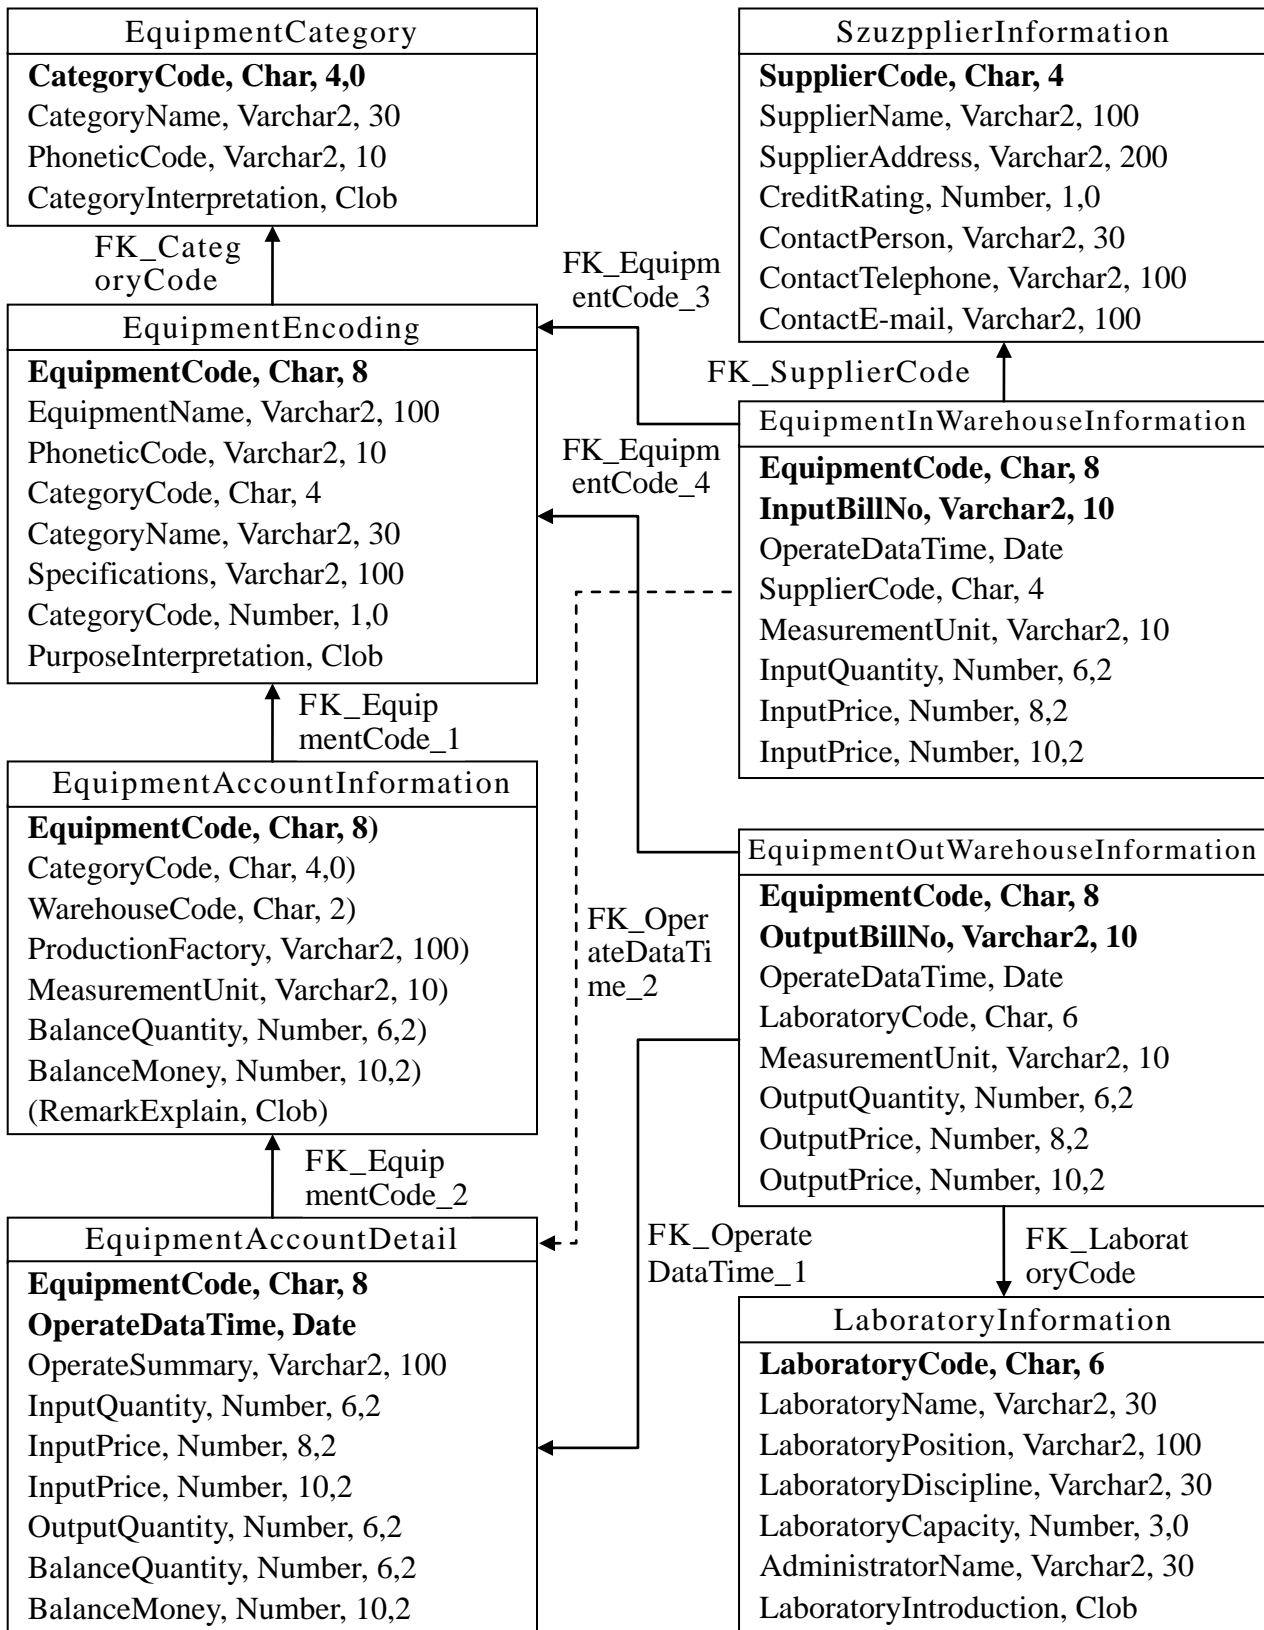 EquipmentCategory
CategoryCode, Char, 4,0
CategoryName, Varchar2, 30
PhoneticCode, Varchar2, 10
CategoryInterpretation, Clob
FK_Categ
oryCode
EquipmentEncoding
EquipmentCode, Char, 8
EquipmentName, Varchar2, 100
PhoneticCode, Varchar2, 10
CategoryCode, Char, 4
CategoryName, Varchar2, 30
Specifications, Varchar2, 100
CategoryCode, Number, 1,0
PurposeInterpretation, Clob
FK_Equip
mentCode_1
EquipmentAccountInformation
EquipmentCode, Char, 8)
CategoryCode, Char, 4,0)
WarehouseCode, Char, 2)
ProductionFactory, Varchar2, 100)
MeasurementUnit, Varchar2, 10)
BalanceQuantity, Number, 6,2)
BalanceMoney, Number, 10,2)
(RemarkExplain, Clob)
FK_Equip
mentCode_2
EquipmentAccountDetail
EquipmentCode, Char, 8
OperateDataTime, Date
OperateSummary, Varchar2, 100
InputQuantity, Number, 6,2
InputPrice, Number, 8,2
InputPrice, Number, 10,2
OutputQuantity, Number, 6,2
BalanceQuantity, Number, 6,2
BalanceMoney, Number, 10,2
FK_Equipm
entCode_3
FK_Equipm
entCode_4
FK_Oper
ateDataTi
me_2
FK_Operate
DataTime_1
SzuzpplierInformation
SupplierCode, Char, 4
SupplierName, Varchar2, 100
SupplierAddress, Varchar2, 200
CreditRating, Number, 1,0
ContactPerson, Varchar2, 30
ContactTelephone, Varchar2, 100
ContactE-mail, Varchar2, 100
FK_SupplierCode
EquipmentInWarehouseInformation
EquipmentCode, Char, 8
InputBillNo, Varchar2, 10
OperateDataTime, Date
SupplierCode, Char, 4
MeasurementUnit, Varchar2, 10
InputQuantity, Number, 6,2
InputPrice, Number, 8,2
InputPrice, Number, 10,2
EquipmentOutWarehouseInformation
EquipmentCode, Char, 8
OutputBillNo, Varchar2, 10
OperateDataTime, Date
LaboratoryCode, Char, 6
MeasurementUnit, Varchar2, 10
OutputQuantity, Number, 6,2
OutputPrice, Number, 8,2
OutputPrice, Number, 10,2
FK_Laborat
oryCode
LaboratoryInformation
LaboratoryCode, Char, 6
LaboratoryName, Varchar2, 30
LaboratoryPosition, Varchar2, 100
LaboratoryDiscipline, Varchar2, 30
LaboratoryCapacity, Number, 3,0
AdministratorName, Varchar2, 30
LaboratoryIntroduction, Clob